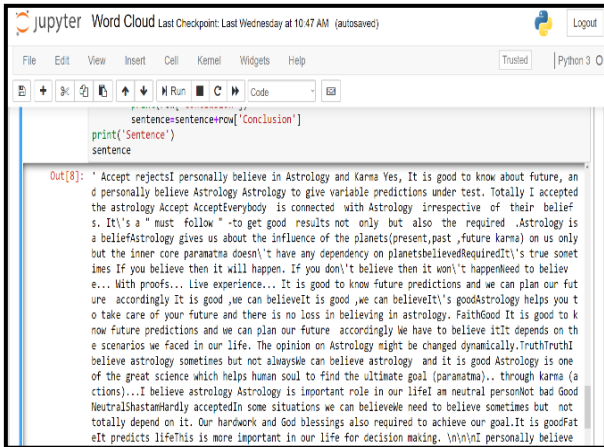 jupyter Word Cloud Last Checkpoint: Last Wednesday at 10:47 AM (autosaved)
Logout
File Edit View Insert Cell Kernel Widgets Help
Trusted
Python 3
Run
Code
sentence=sentence+row['Conclusion']
print('Sentence')
sentence
Out[8]: ' Accept rejectsI personally believe in Astrology and Karma Yes, It is good to know about future, an
d personally believe Astrology Astrology to give variable predictions under test. Totally I accepted
the astrology Accept AcceptEverybody is connected with Astrology irrespective of their belief
s. It\'s a " must follow " -to get good results not only but also the required .Astrology is
a beliefAstrology gives us about the influence of the planets(present,past ,future karma) on us only
but the inner core paramatma doesn\'t have any dependency on planetsbelievedRequiredIt\'s true somet
imes If you believe then it will happen. If you don\'t believe then it won\'t happenNeed to believ
e... With proofs... Live experience... It is good to know future predictions and we can plan our fut
ure accordingly It is good ,we can believeIt is good ,we can believeIt\'s goodAstrology helps you t
o take care of your future and there is no loss in believing in astrology. FaithGood It is good to k
now future predictions and we can plan our future accordingly We have to believe itIt depends on th
e scenarios we faced in our life. The opinion on Astrology might be changed dynamically.TruthTruthI
believe astrology sometimes but not alwaysWe can believe astrology and it is good Astrology is one
of the great science which helps human soul to find the ultimate goal (paramatma).. through karma (a
ctions)...I believe astrology Astrology is important role in our lifeI am neutral personNot bad Good
NeutralShastamHardly acceptedIn some situations we can believeWe need to believe sometimes but not
totally depend on it. Our hardwork and God blessings also required to achieve our goal.It is goodFat
eIt predicts lifeThis is more important in our life for decision making. \n\n\nI personally believe